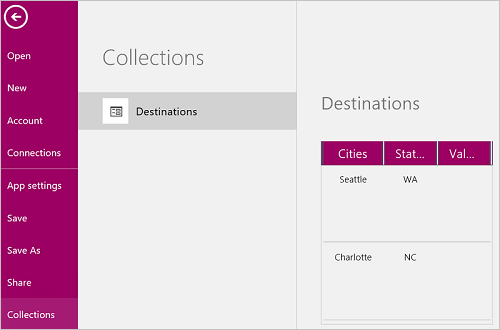 Open
New
Account
Connections
App settings
Save
Save As
Share
Collections
Collections
Destinations
Destinations
Cities Stat... Val...
Seattle WA
Charlotte NC